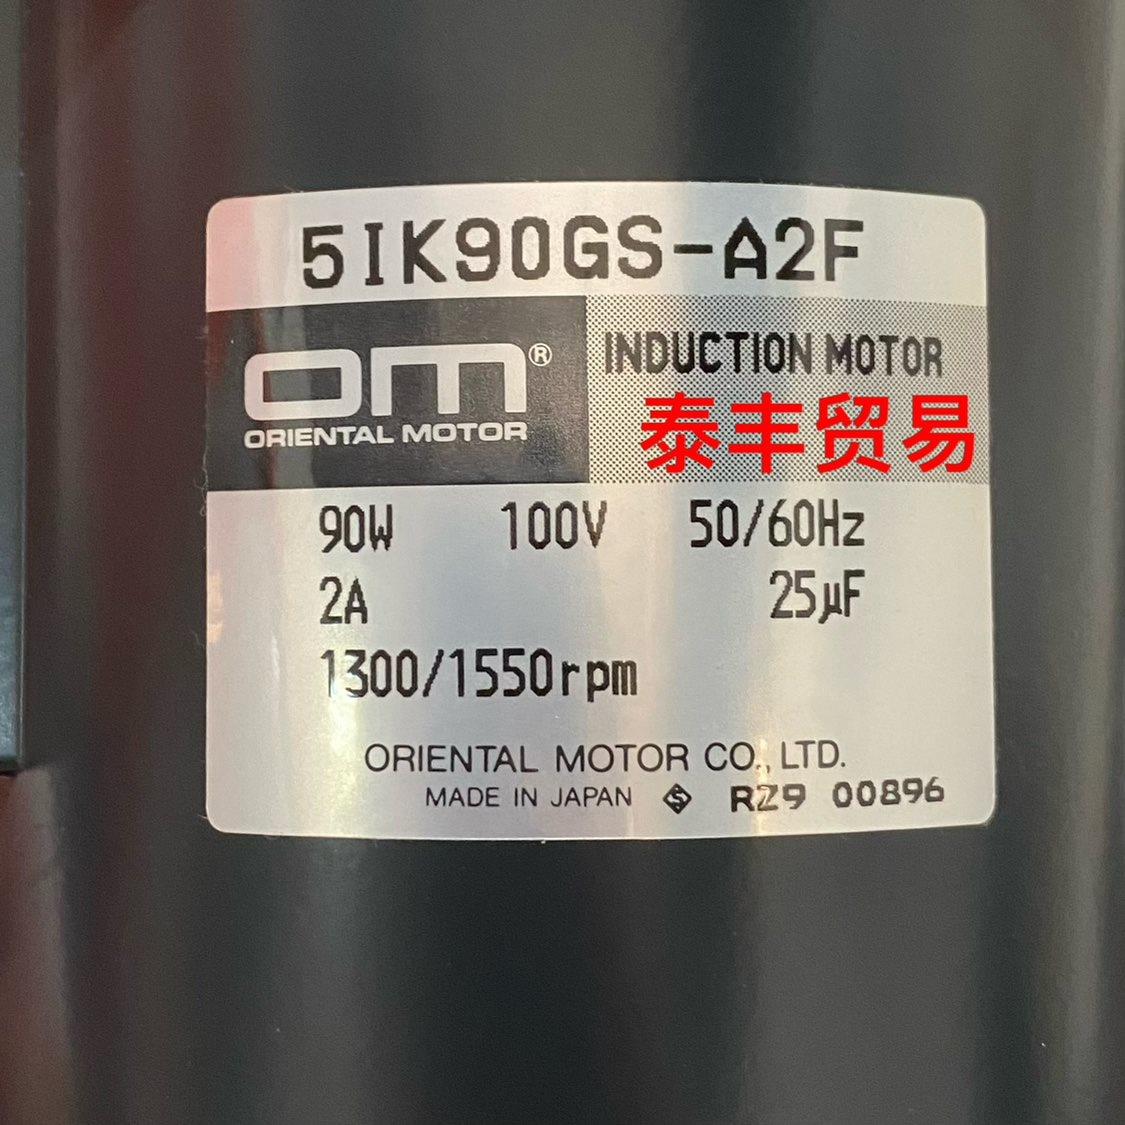 5IK90GS-A2F
om®
ORIENTAL MOTOR
INDUCTION MOTOR
泰丰贸易
90W 100V 50/60Hz
2A 25μF
1300/1550rpm
ORIENTAL MOTOR CO., LTD.
MADE IN JAPAN S RZ9 00896